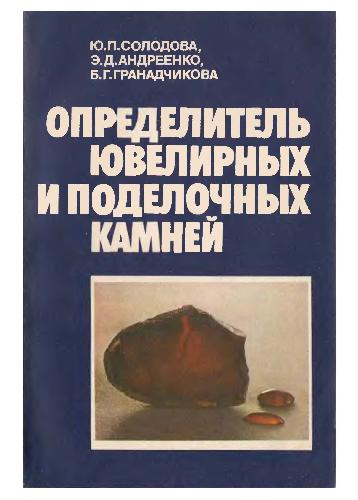 Ю.П.СОЛОДОВА,
Э.Д.АНДРЕЕНКО,
Б.Г.ГРАНАДЧИКОВА
ОПРЕДЕЛИТЕЛЬ
ЮВЕЛИРНЫХ
И ПОДЕЛОЧНЫХ
КАМНЕЙ